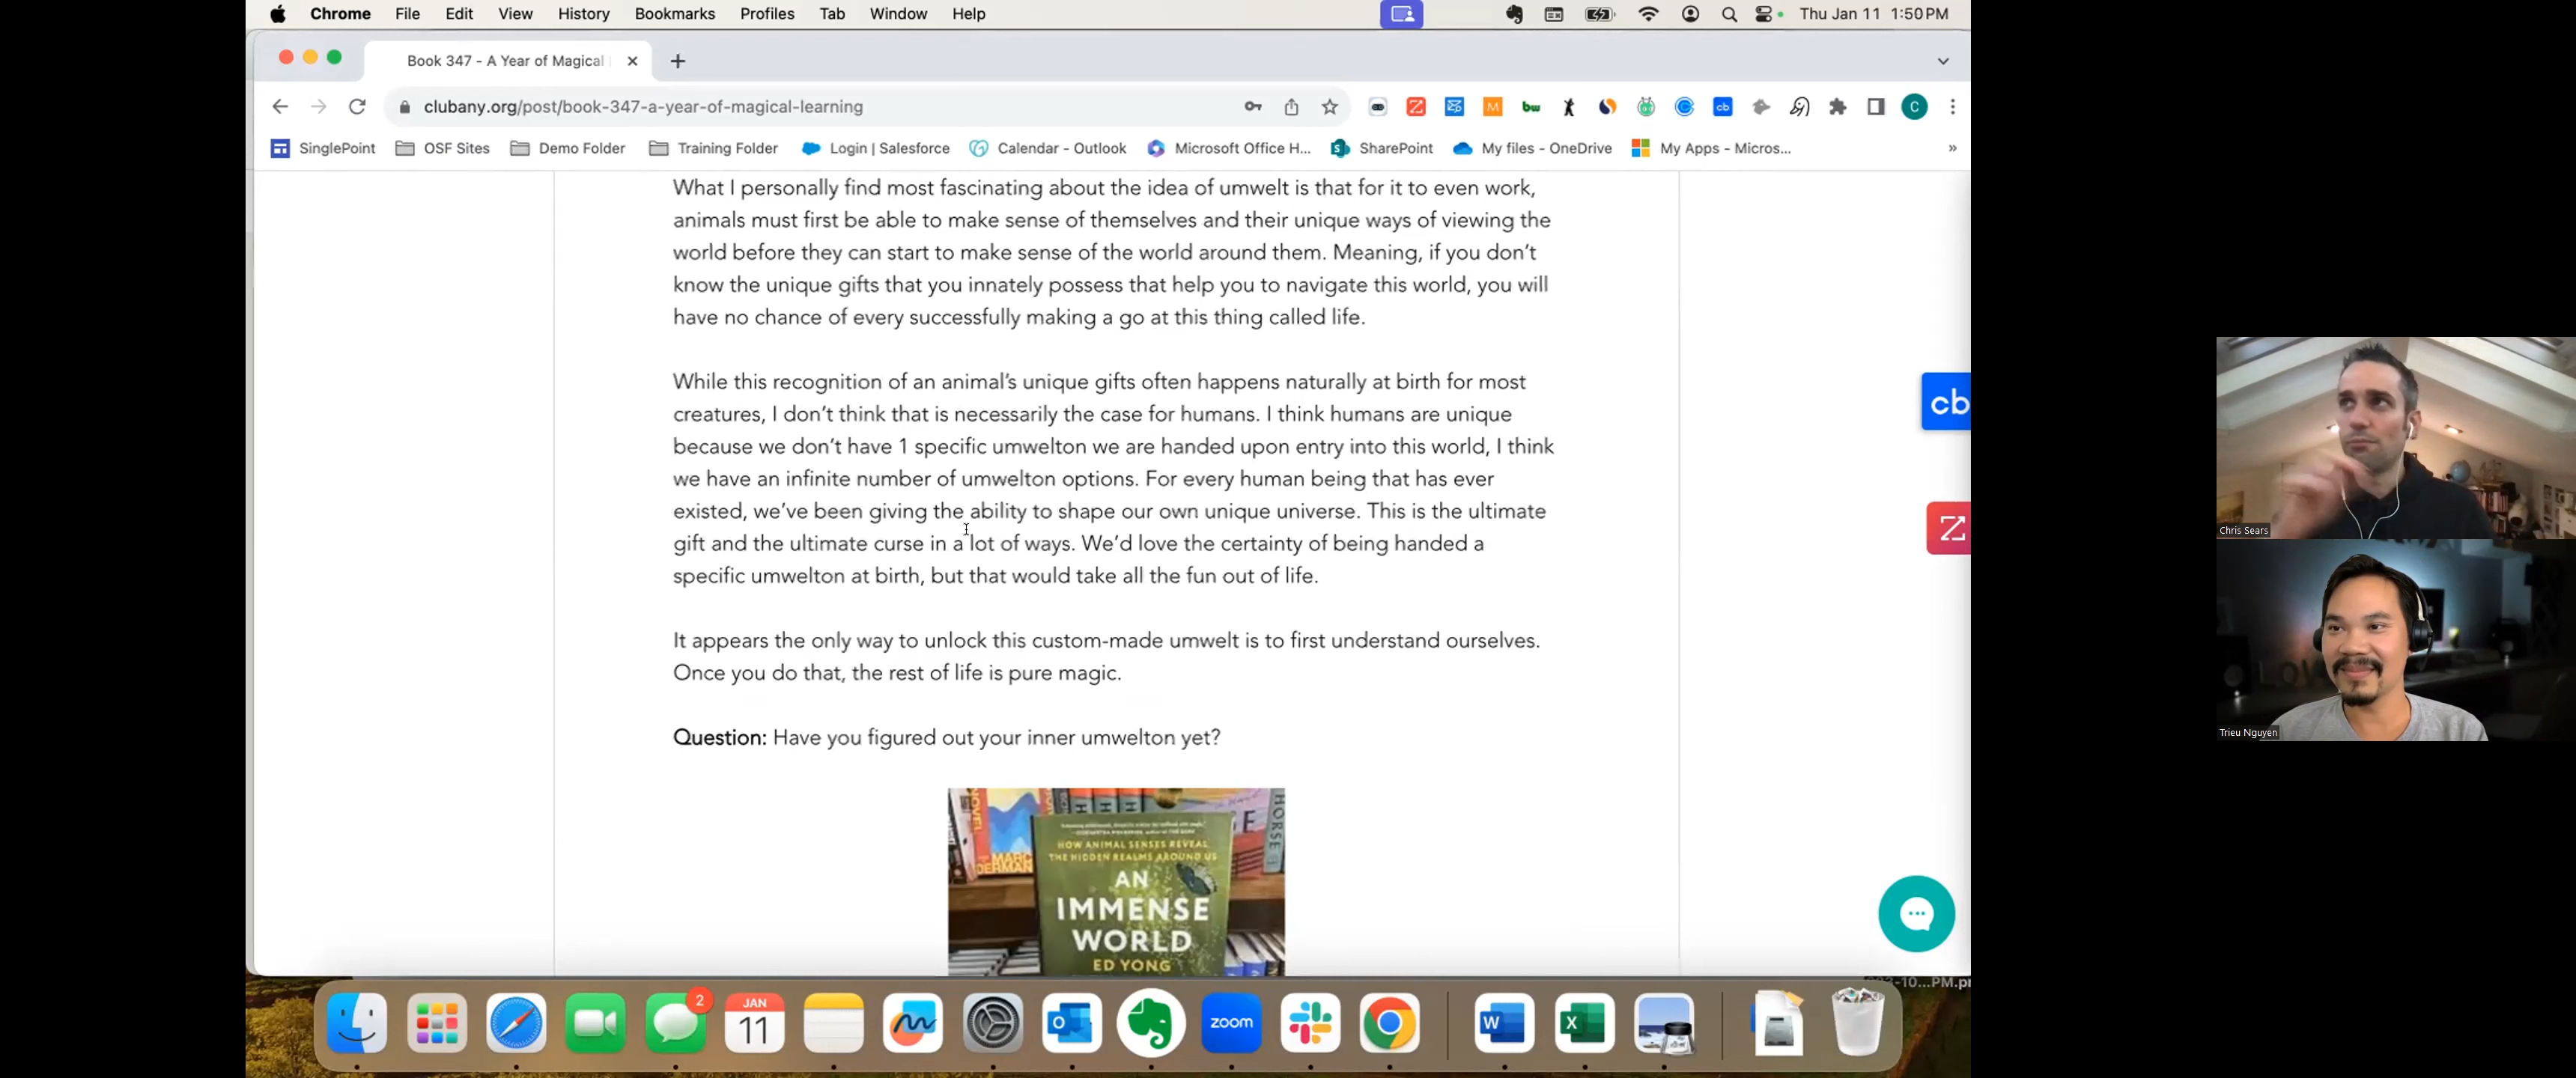 Chrome File Edit View History Bookmarks Profiles Tab Window Help Thu Jan 11 1:50 PM
Book 347 - A Year of Magical
clubany.org/post/book-347-a-year-of-magical-learning
M bw cb C
SinglePoint OSF Sites Demo Folder Training Folder Login | Salesforce Calendar - Outlook Microsoft Office H... SharePoint My files - OneDrive My Apps - Micros... »
What I personally find most fascinating about the idea of umwelt is that for it to even work,
animals must first be able to make sense of themselves and their unique ways of viewing the
world before they can start to make sense of the world around them. Meaning, if you don't
know the unique gifts that you innately possess that help you to navigate this world, you will
have no chance of every successfully making a go at this thing called life.
While this recognition of an animal's unique gifts often happens naturally at birth for most
creatures, I don't think that is necessarily the case for humans. I think humans are unique
because we don't have 1 specific umwelton we are handed upon entry into this world, I think
we have an infinite number of umwelton options. For every human being that has ever
existed, we've been giving the ability to shape our own unique universe. This is the ultimate
gift and the ultimate curse in a lot of ways. We'd love the certainty of being handed a
specific umwelton at birth, but that would take all the fun out of life.
It appears the only way to unlock this custom-made umwelt is to first understand ourselves.
Once you do that, the rest of life is pure magic.
Question: Have you figured out your inner umwelton yet?
HOW ANIMAL SENSES REVEAL
THE HIDDEN REALMS AROUND US
AN
IMMENSE
WORLD
ED YONG
HORSE
cb
Z
Chris Sears
Trieu Nguyen
-10...PM.p
2
JAN
11
zoom
W
X